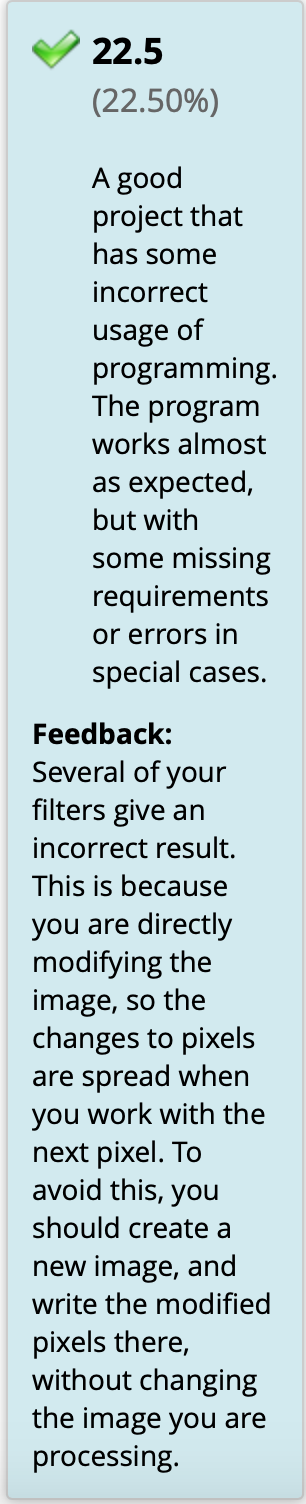 22.5
(22.50%)
A good
project that
has some
incorrect
usage of
programming.
The program
works almost
as expected,
but with
some missing
requirements
or errors in
special cases.
Feedback:
Several of your
filters give an
incorrect result.
This is because
you are directly
modifying the
image, so the
changes to pixels
are spread when
you work with the
next pixel. To
avoid this, you
should create a
new image, and
write the modified
pixels there,
without changing
the image you are
processing.